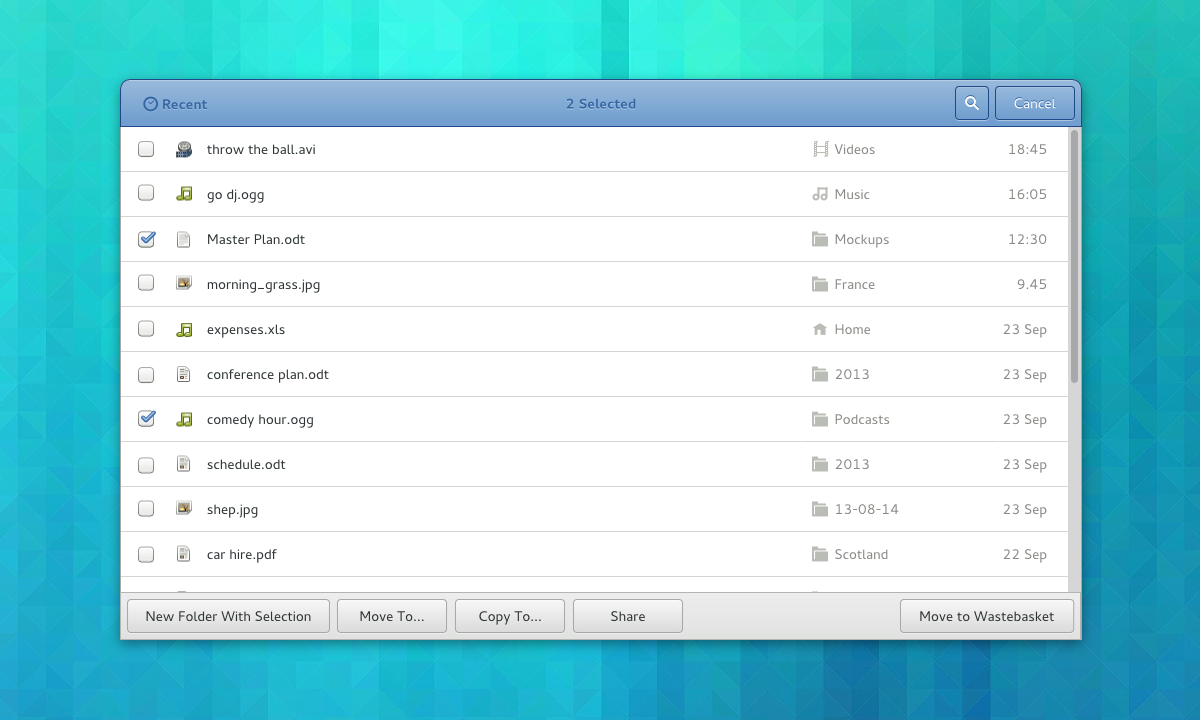 Recent 2 Selected Cancel
throw the ball.avi Videos 18:45
go dj.ogg Music 16:05
Master Plan.odt Mockups 12:30
morning_grass.jpg France 9.45
expenses.xls Home 23 Sep
conference plan.odt 2013 23 Sep
comedy hour.ogg Podcasts 23 Sep
schedule.odt 2013 23 Sep
shep.jpg 13-08-14 23 Sep
car hire.pdf Scotland 22 Sep
New Folder With Selection Move To... Copy To... Share Move to Wastebasket